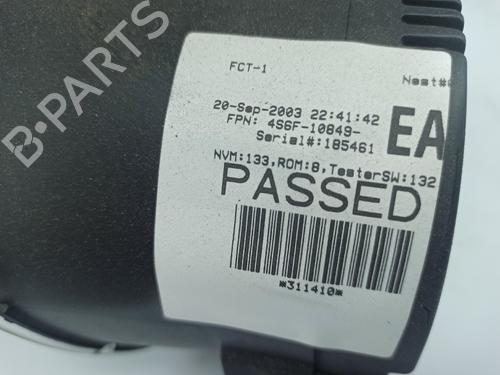 B-PARTS
FCT-1
20-Sep-2003 22:41:42
FPN: 4S6F-10849-
EA
Serial#:185461
NVM:133,ROM:8,TesterSW:132
PASSED
*311410*